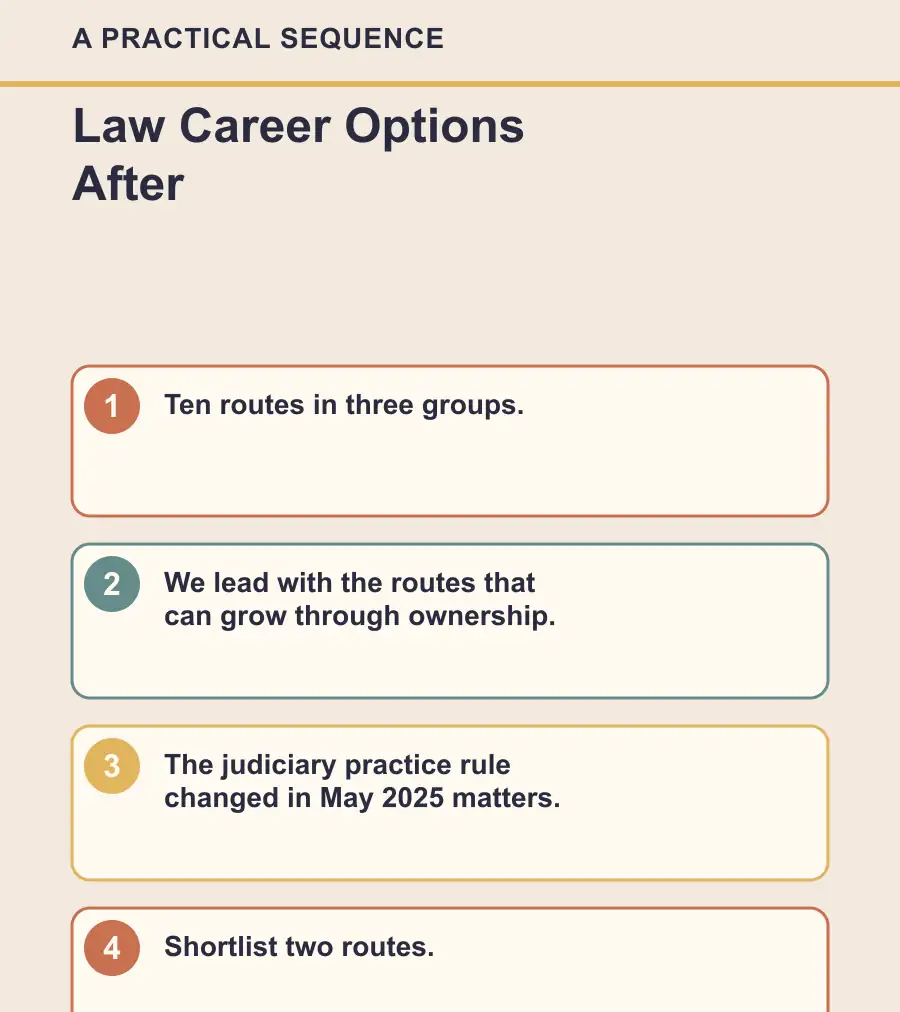 A PRACTICAL SEQUENCE
Law Career Options
After
1
Ten routes in three groups.
2
We lead with the routes that
can grow through ownership.
3
The judiciary practice rule
changed in May 2025 matters.
4
Shortlist two routes.